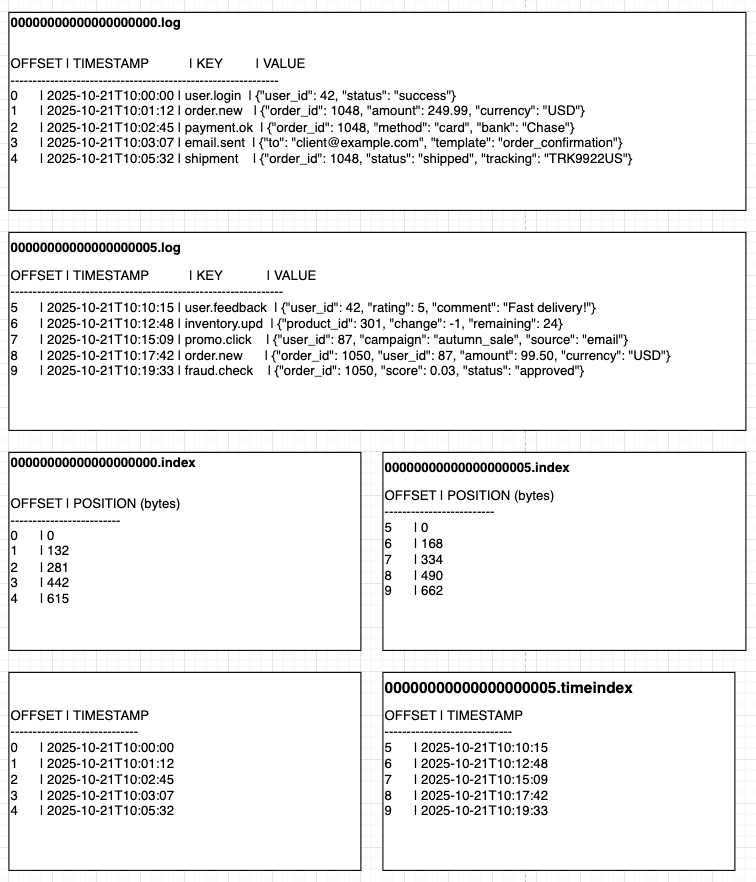 00000000000000000000.log
OFFSET | TIMESTAMP | KEY | VALUE
-------------------------------------------------------------
0 | 2025-10-21T10:00:00 | user.login | {"user_id": 42, "status": "success"}
1 | 2025-10-21T10:01:12 | order.new | {"order_id": 1048, "amount": 249.99, "currency": "USD"}
2 | 2025-10-21T10:02:45 | payment.ok | {"order_id": 1048, "method": "card", "bank": "Chase"}
3 | 2025-10-21T10:03:07 | email.sent | {"to": "client@example.com", "template": "order_confirmation"}
4 | 2025-10-21T10:05:32 | shipment | {"order_id": 1048, "status": "shipped", "tracking": "TRK9922US"}
00000000000000000005.log
OFFSET | TIMESTAMP | KEY | VALUE
--------------------------------------------------------------
5 | 2025-10-21T10:10:15 | user.feedback | {"user_id": 42, "rating": 5, "comment": "Fast delivery!"}
6 | 2025-10-21T10:12:48 | inventory.upd | {"product_id": 301, "change": -1, "remaining": 24}
7 | 2025-10-21T10:15:09 | promo.click | {"user_id": 87, "campaign": "autumn_sale", "source": "email"}
8 | 2025-10-21T10:17:42 | order.new | {"order_id": 1050, "user_id": 87, "amount": 99.50, "currency": "USD"}
9 | 2025-10-21T10:19:33 | fraud.check | {"order_id": 1050, "score": 0.03, "status": "approved"}
00000000000000000000.index
OFFSET | POSITION (bytes)
-------------------------
0 | 0
1 | 132
2 | 281
3 | 442
4 | 615
00000000000000000005.index
OFFSET | POSITION (bytes)
-------------------------
5 | 0
6 | 168
7 | 334
8 | 490
9 | 662
OFFSET | TIMESTAMP
-----------------------------
0 | 2025-10-21T10:00:00
1 | 2025-10-21T10:01:12
2 | 2025-10-21T10:02:45
3 | 2025-10-21T10:03:07
4 | 2025-10-21T10:05:32
00000000000000000005.timeindex
OFFSET | TIMESTAMP
-----------------------------
5 | 2025-10-21T10:10:15
6 | 2025-10-21T10:12:48
7 | 2025-10-21T10:15:09
8 | 2025-10-21T10:17:42
9 | 2025-10-21T10:19:33